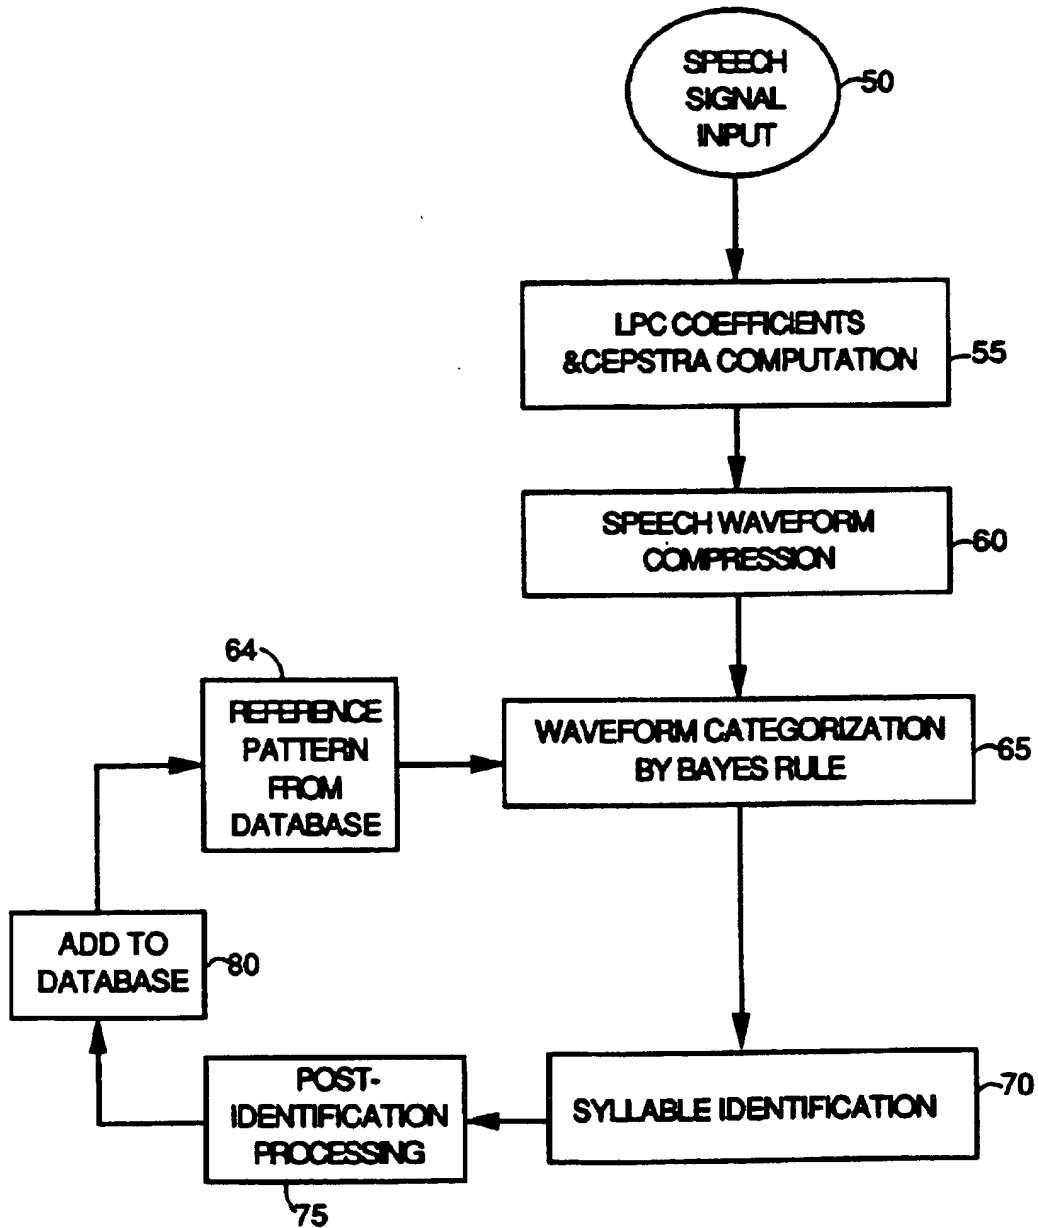 SPEECH
SIGNAL
INPUT
50
LPC COEFFICIENTS
&CEPSTRA COMPUTATION
55
SPEECH WAVEFORM
COMPRESSION
60
64
REFERENCE
PATTERN
FROM
DATABASE
WAVEFORM CATEGORIZATION
BY BAYES RULE
65
ADD TO
DATABASE
80
POST-
IDENTIFICATION
PROCESSING
75
SYLLABLE IDENTIFICATION
70